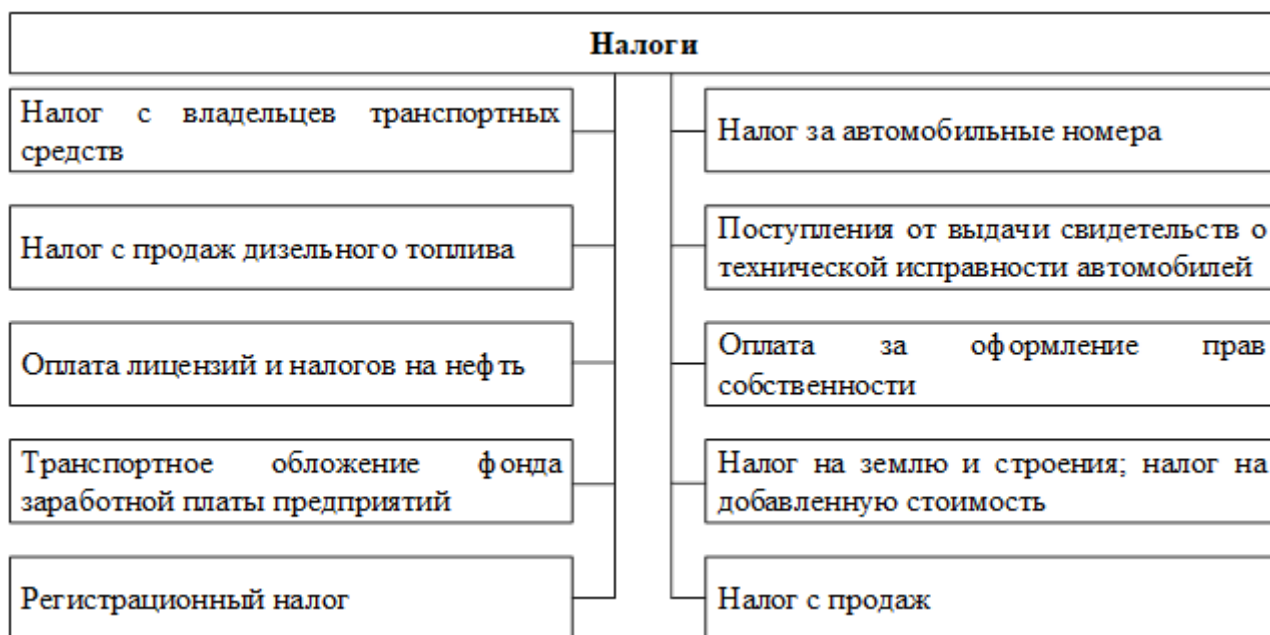 Налоги
Налог с владельцев транспортных
средств
Налог с продаж дизельного топлива
Оплата лицензий и налогов на нефть
Транспортное обложение фонда
заработной платы предприятий
Регистрационный налог
Налог за автомобильные номера
Поступления от выдачи свидетельств о
технической исправности автомобилей
Оплата за оформление прав
собственности
Налог на землю и строения; налог на
добавленную стоимость
Налог с продаж